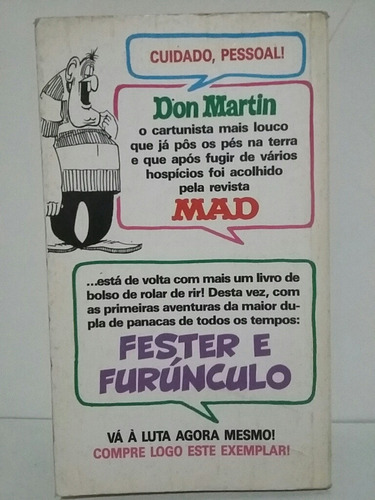 CUIDADO, PESSOAL!
Don Martin
o cartunista mais louco
que já pôs os pés na terra
e que após fugir de vários
hospícios foi acolhido
pela revista
MAD
...está de volta com mais um livro de
bolso de rolar de rir! Desta vez, com
as primeiras aventuras da maior du-
pla de panacas de todos os tempos:
FESTER E
FURÚNCULO
VÁ À LUTA AGORA MESMO!
COMPRE LOGO ESTE EXEMPLAR!